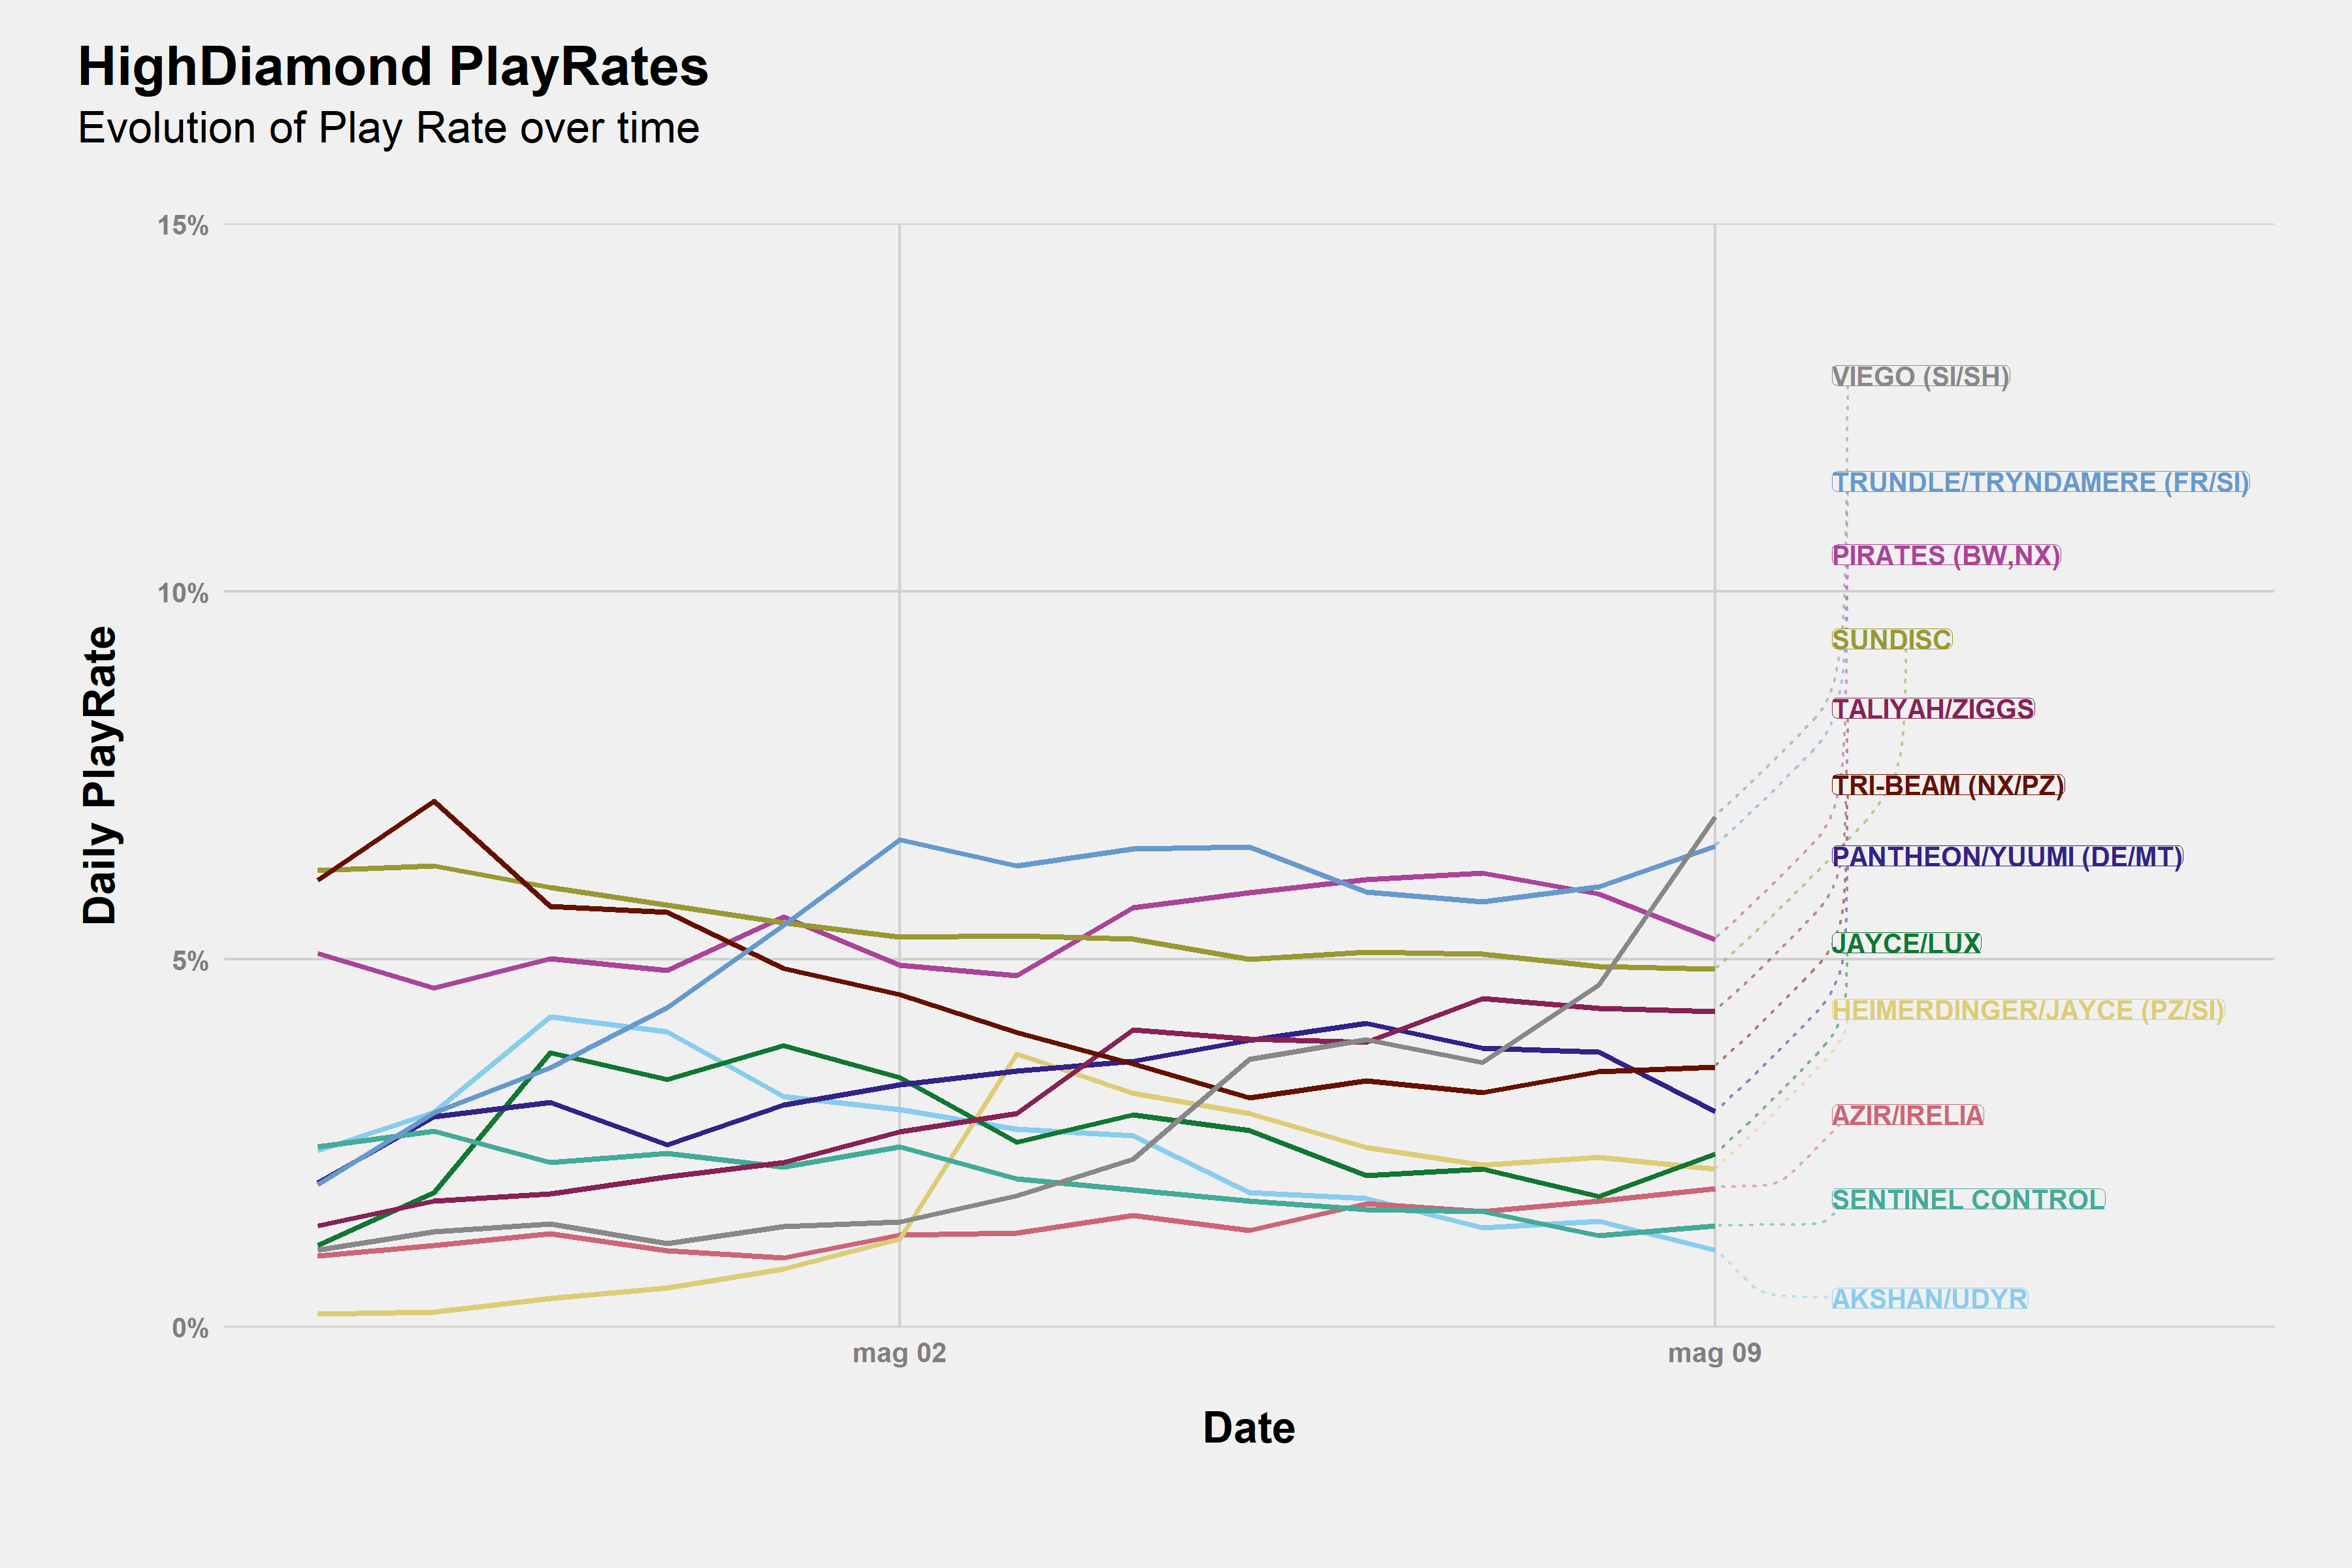 HighDiamond PlayRates
Evolution of Play Rate over time
15%
10%
5%
0%
Daily PlayRate
VIEGO (SI/SH)
TRUNDLE/TRYNDAMERE (FR/SI)
PIRATES (BW,NX)
SUNDISC
TALIYAH/ZIGGS
TRI-BEAM (NX/PZ)
PANTHEON/YUUMI (DE/MT)
JAYCE/LUX
HEIMERDINGER/JAYCE (PZ/SI)
AZIR/IRELIA
SENTINEL CONTROL
AKSHAN/UDYR
mag 02
mag 09
Date